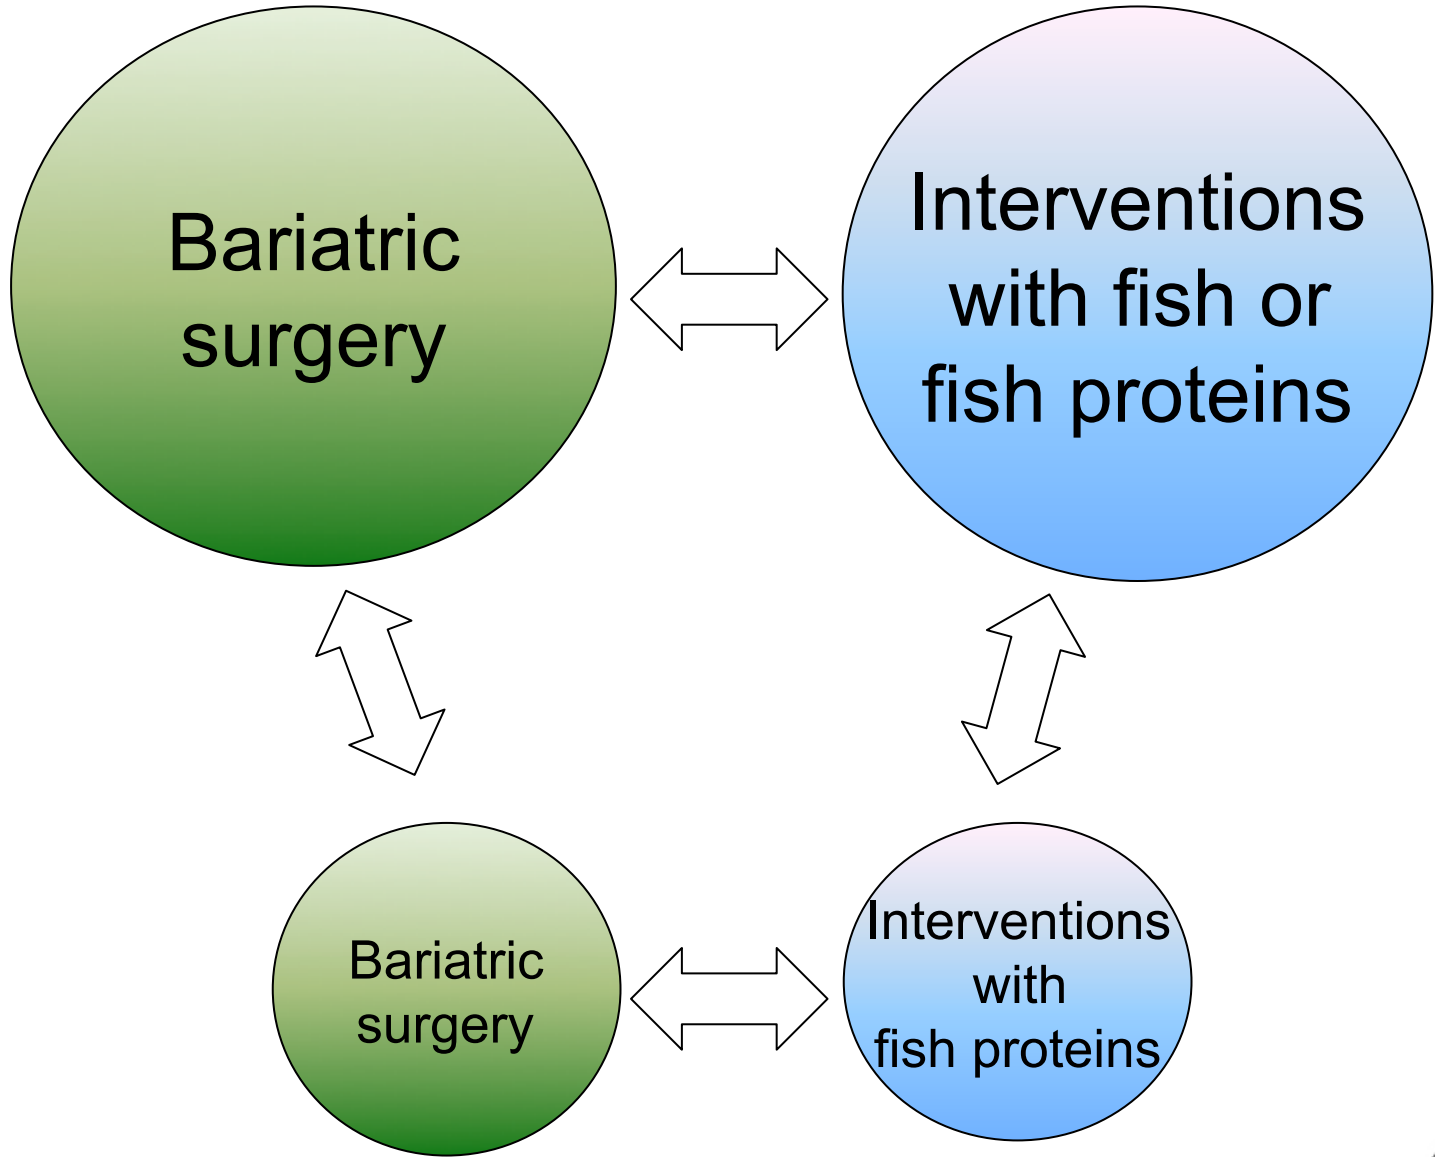 Bariatric
surgery
Interventions
with fish or
fish proteins
Bariatric
surgery
Interventions
with
fish proteins